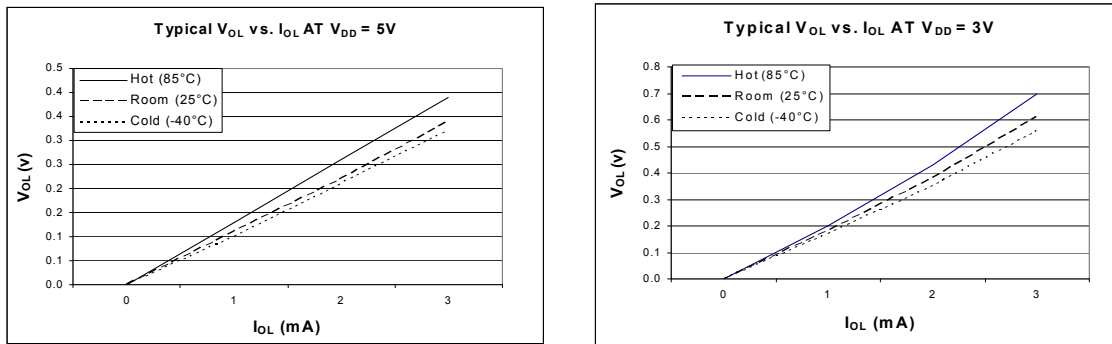 Typical VOL vs. IOL AT VDD = 5V
0.5
0.4
0.4
0.3
0.3
0.2
0.2
0.1
0.1
0.0
VOL (v)
Hot (85°C)
Room (25°C)
Cold (-40°C)
0 1 2 3
IOL (mA)
Typical VOL vs. IOL AT VDD = 3V
0.8
0.7
0.6
0.5
0.4
0.3
0.2
0.1
0.0
VOL (v)
Hot (85°C)
Room (25°C)
Cold (-40°C)
0 1 2 3
IOL (mA)